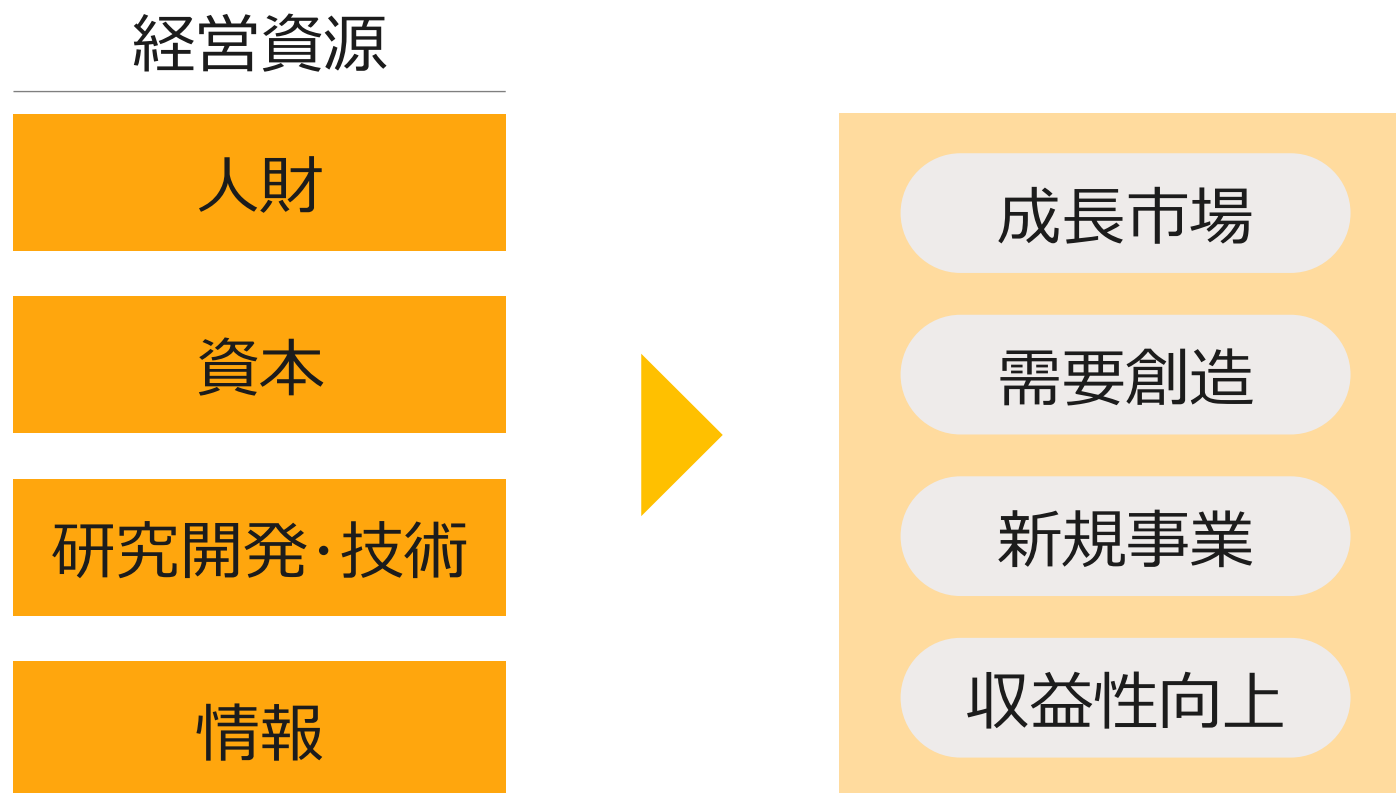 経営資源
人財
資本
研究開発・技術
情報
成長市場
需要創造
新規事業
収益性向上